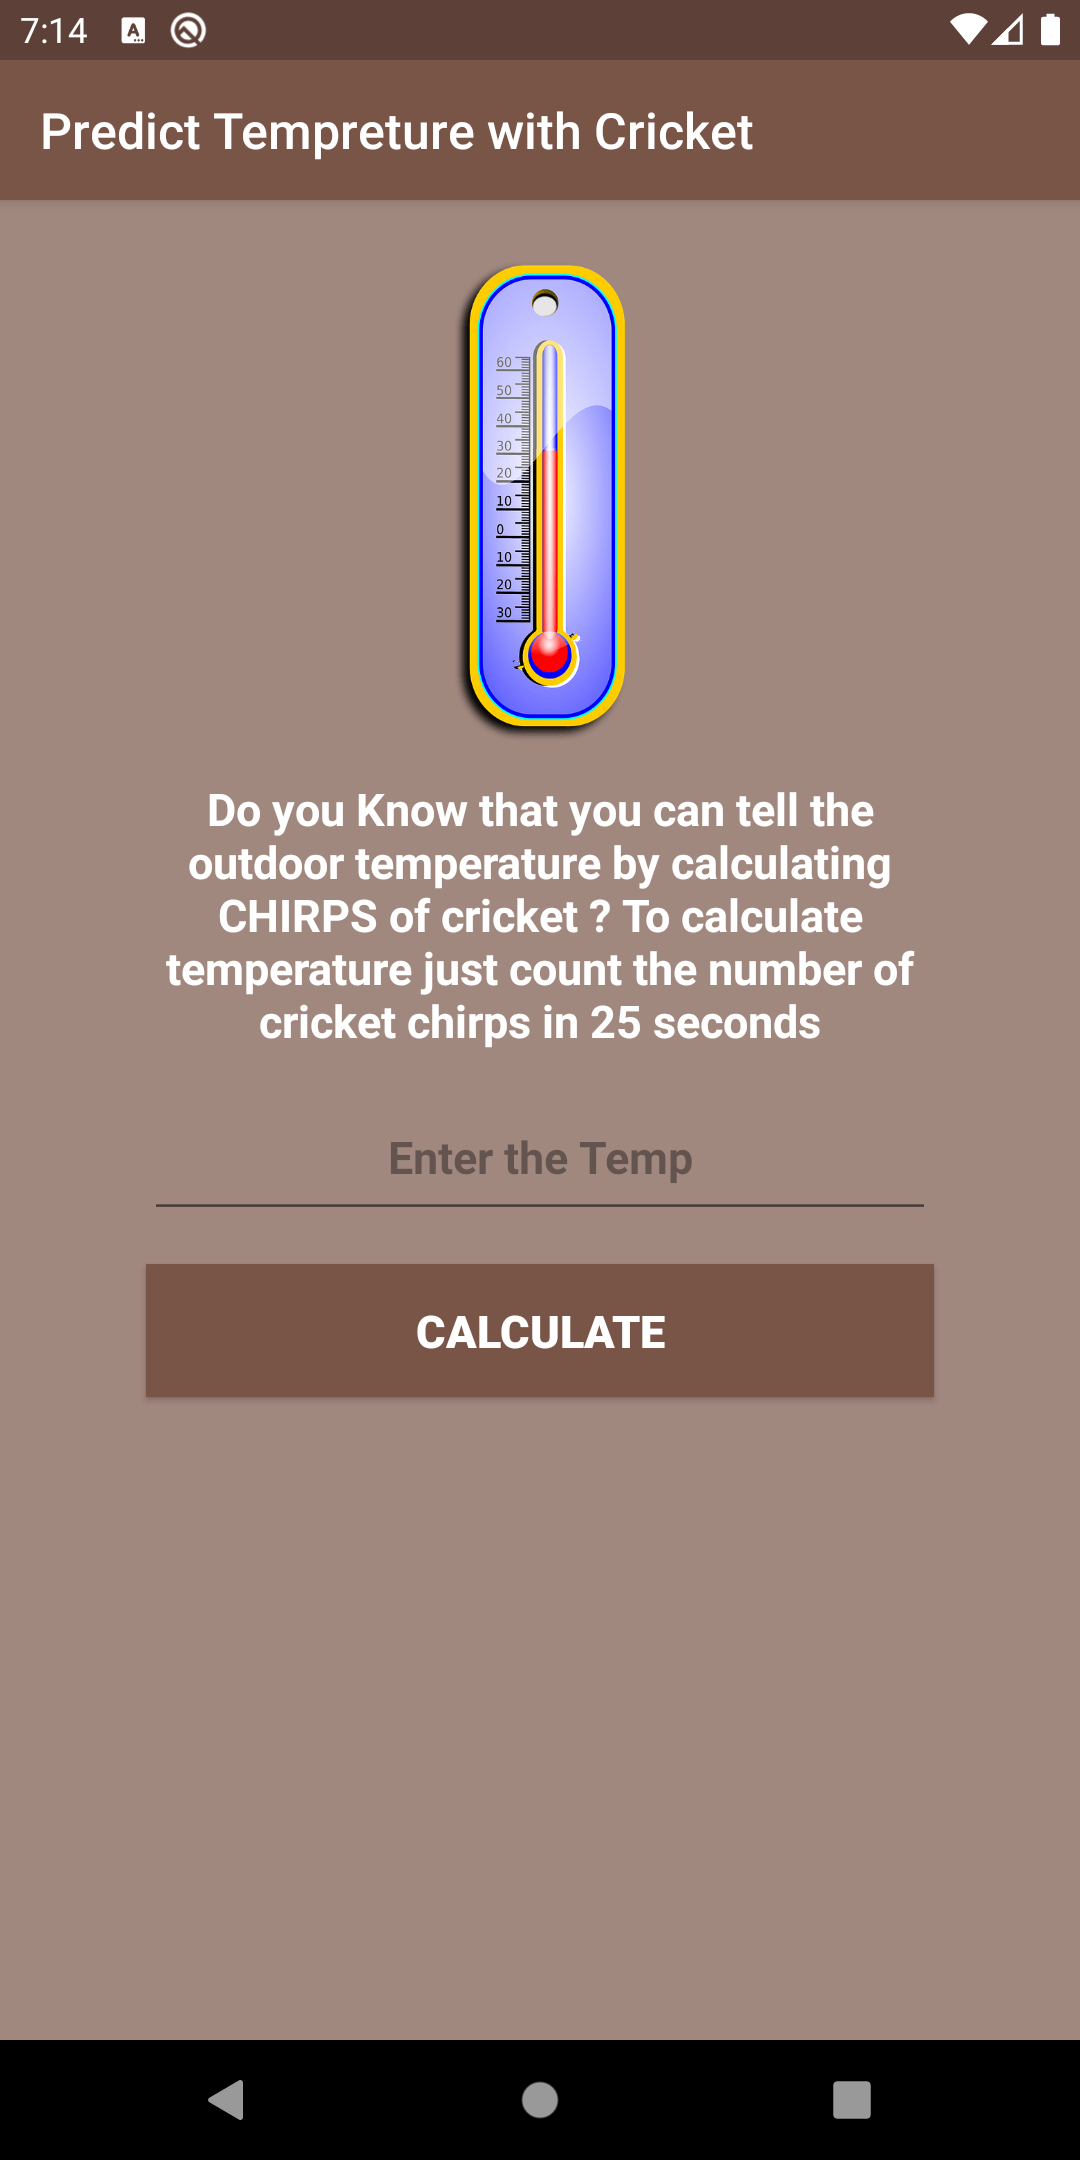 7:14
Predict Tempreture with Cricket
60
50
40
30
20
10
0
10
20
30
Do you Know that you can tell the
outdoor temperature by calculating
CHIRPS of cricket ? To calculate
temperature just count the number of
cricket chirps in 25 seconds
Enter the Temp
CALCULATE